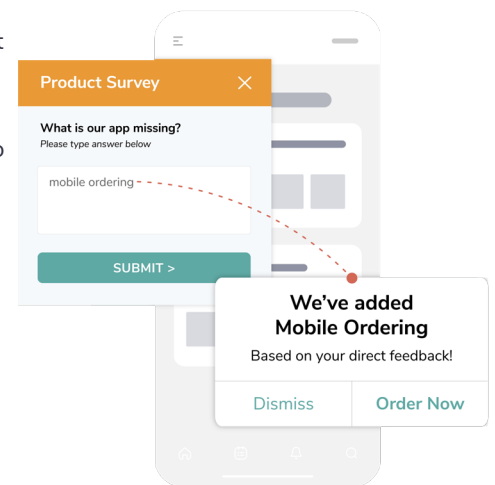 Product Survey
What is our app missing?
Please type answer below
mobile ordering
SUBMIT >
We’ve added
Mobile Ordering
Based on your direct feedback!
Dismiss
Order Now